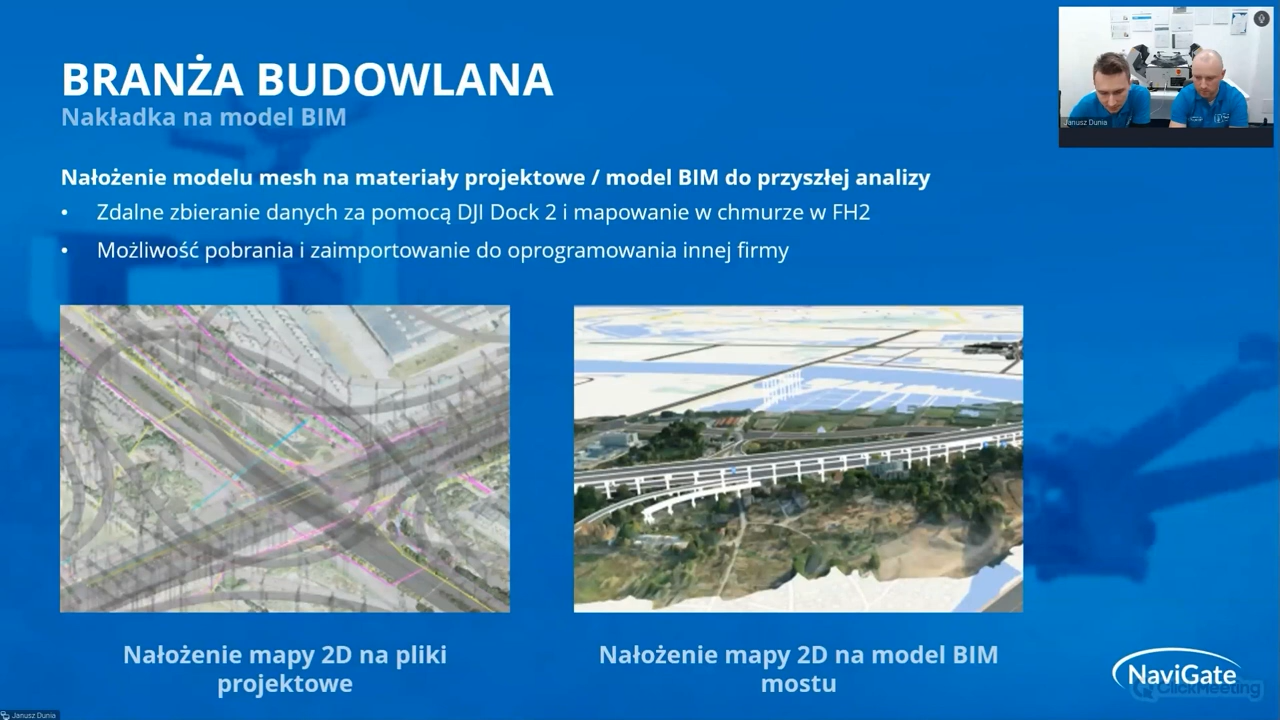 BRANŻA BUDOWLANA
Nakładka na model BIM
Nałożenie modelu mesh na materiały projektowe / model BIM do przyszłej analizy
• Zdalne zbieranie danych za pomocą DJI Dock 2 i mapowanie w chmurze w FH2
• Możliwość pobrania i zaimportowanie do oprogramowania innej firmy
Janusz Dunia
Nałożenie mapy 2D na pliki
projektowe
Nałożenie mapy 2D na model BIM
mostu
NaviGate
ClickMeeting
Janusz Dunia